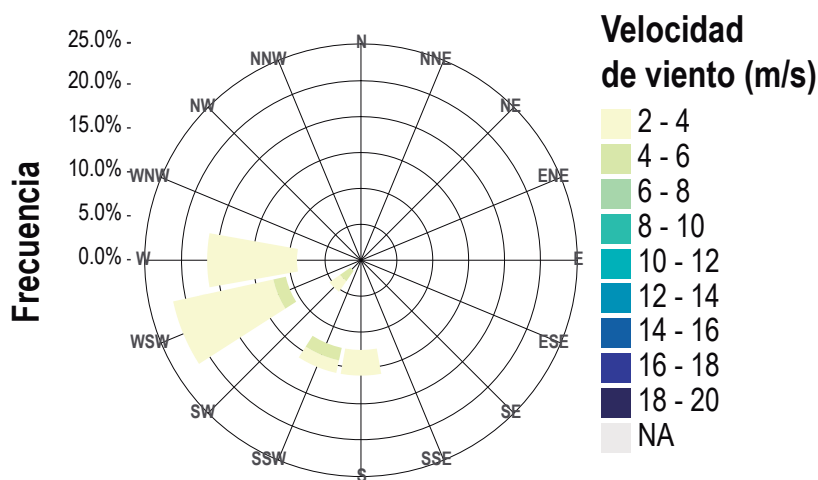 Frecuencia
25.0% -
20.0% -
15.0% -
10.0% -
5.0% -
0.0% -
N
NNE
NE
ENE
E
ESE
SE
SSE
S
SSW
SW
WSW
W
WNW
NW
NNW
Velocidad
de viento (m/s)
2 - 4
4 - 6
6 - 8
8 - 10
10 - 12
12 - 14
14 - 16
16 - 18
18 - 20
NA